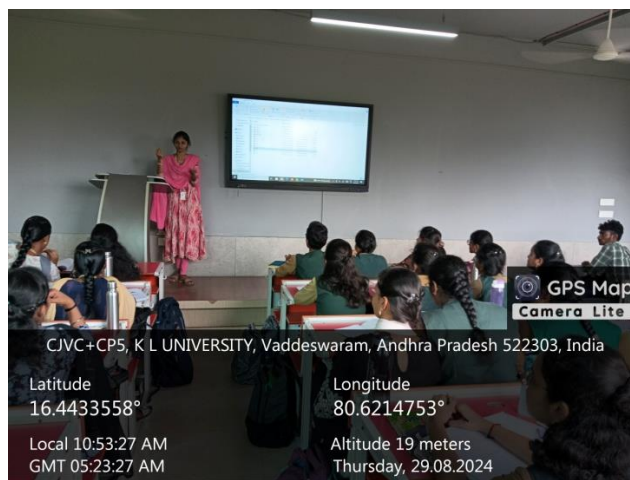 GPS Map
Camera Lite
CJVC+CP5, K L UNIVERSITY, Vaddeswaram, Andhra Pradesh 522303, India
Latitude
16.4433558°
Longitude
80.6214753°
Local 10:53:27 AM
GMT 05:23:27 AM
Altitude 19 meters
Thursday, 29.08.2024